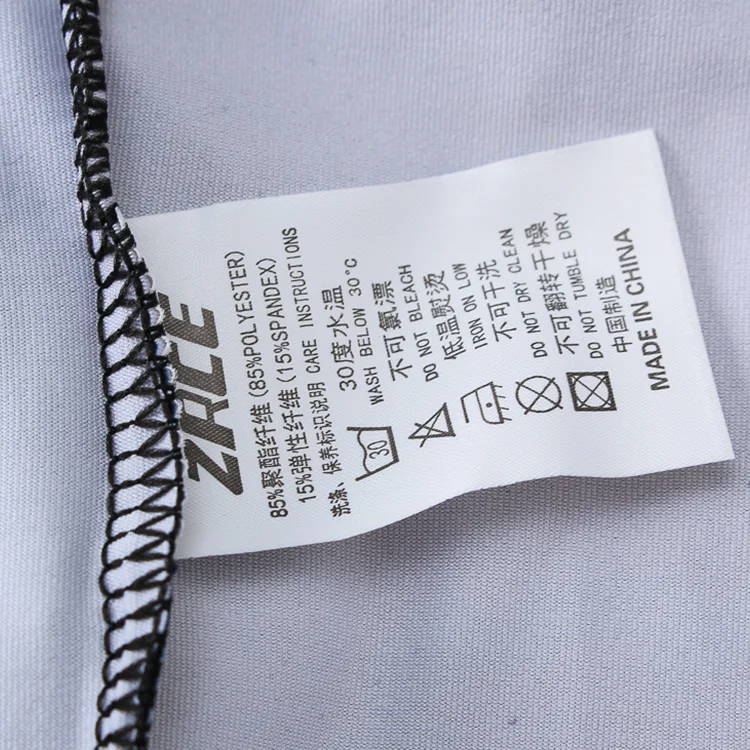 ZACE
85%聚酯纤维(85%POLYESTER)
15%弹性纤维(15%SPANDEX)
洗涤、保养标识说明 CARE INSTRUCTIONS
30
30度水温
WASH BELOW 30°C
不可氯漂
DO NOT BLEACH
低温熨烫
IRON ON LOW
不可干洗
DO NOT DRY CLEAN
不可翻转干燥
DO NOT TUMBLE DRY
中国制造
MADE IN CHINA